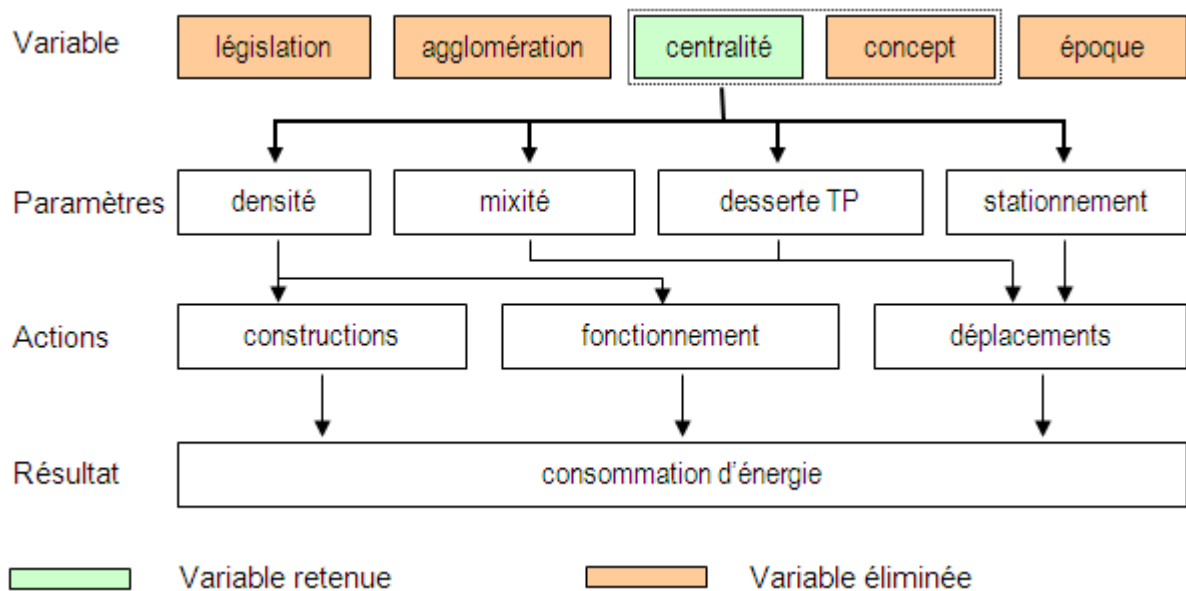 Variable législation agglomération centralité concept époque
Paramètres densité mixité desserte TP stationnement
Actions constructions fonctionnement déplacements
Résultat consommation d'énergie
Variable retenue Variable éliminée